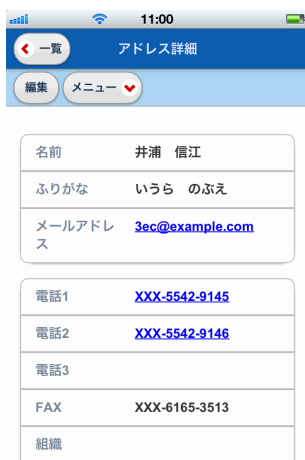 11:00
一覧
アドレス詳細
編集 メニュー
名前 井浦 信江
ふりがな いうら のぶえ
メールアドレ 3ec@example.com
ス
電話1 XXX-5542-9145
電話2 XXX-5542-9146
電話3
FAX XXX-6165-3513
組織